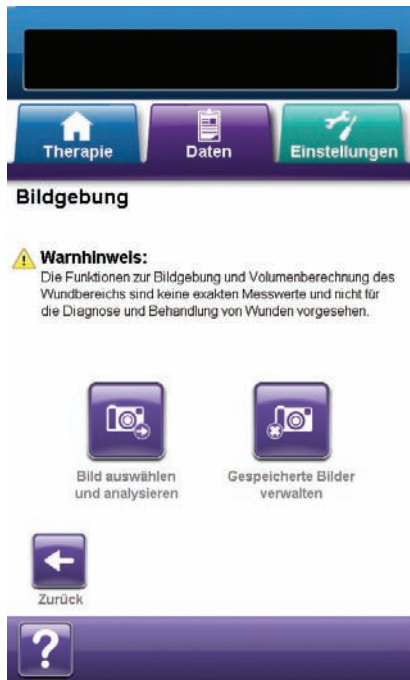 Therapie Daten Einstellungen
Bildgebung
Warnhinweis:
Die Funktionen zur Bildgebung und Volumenberechnung des
Wundbereichs sind keine exakten Messwerte und nicht für
die Diagnose und Behandlung von Wunden vorgesehen.
Bild auswählen
und analysieren
Gespeicherte Bilder
verwalten
Zurück
?